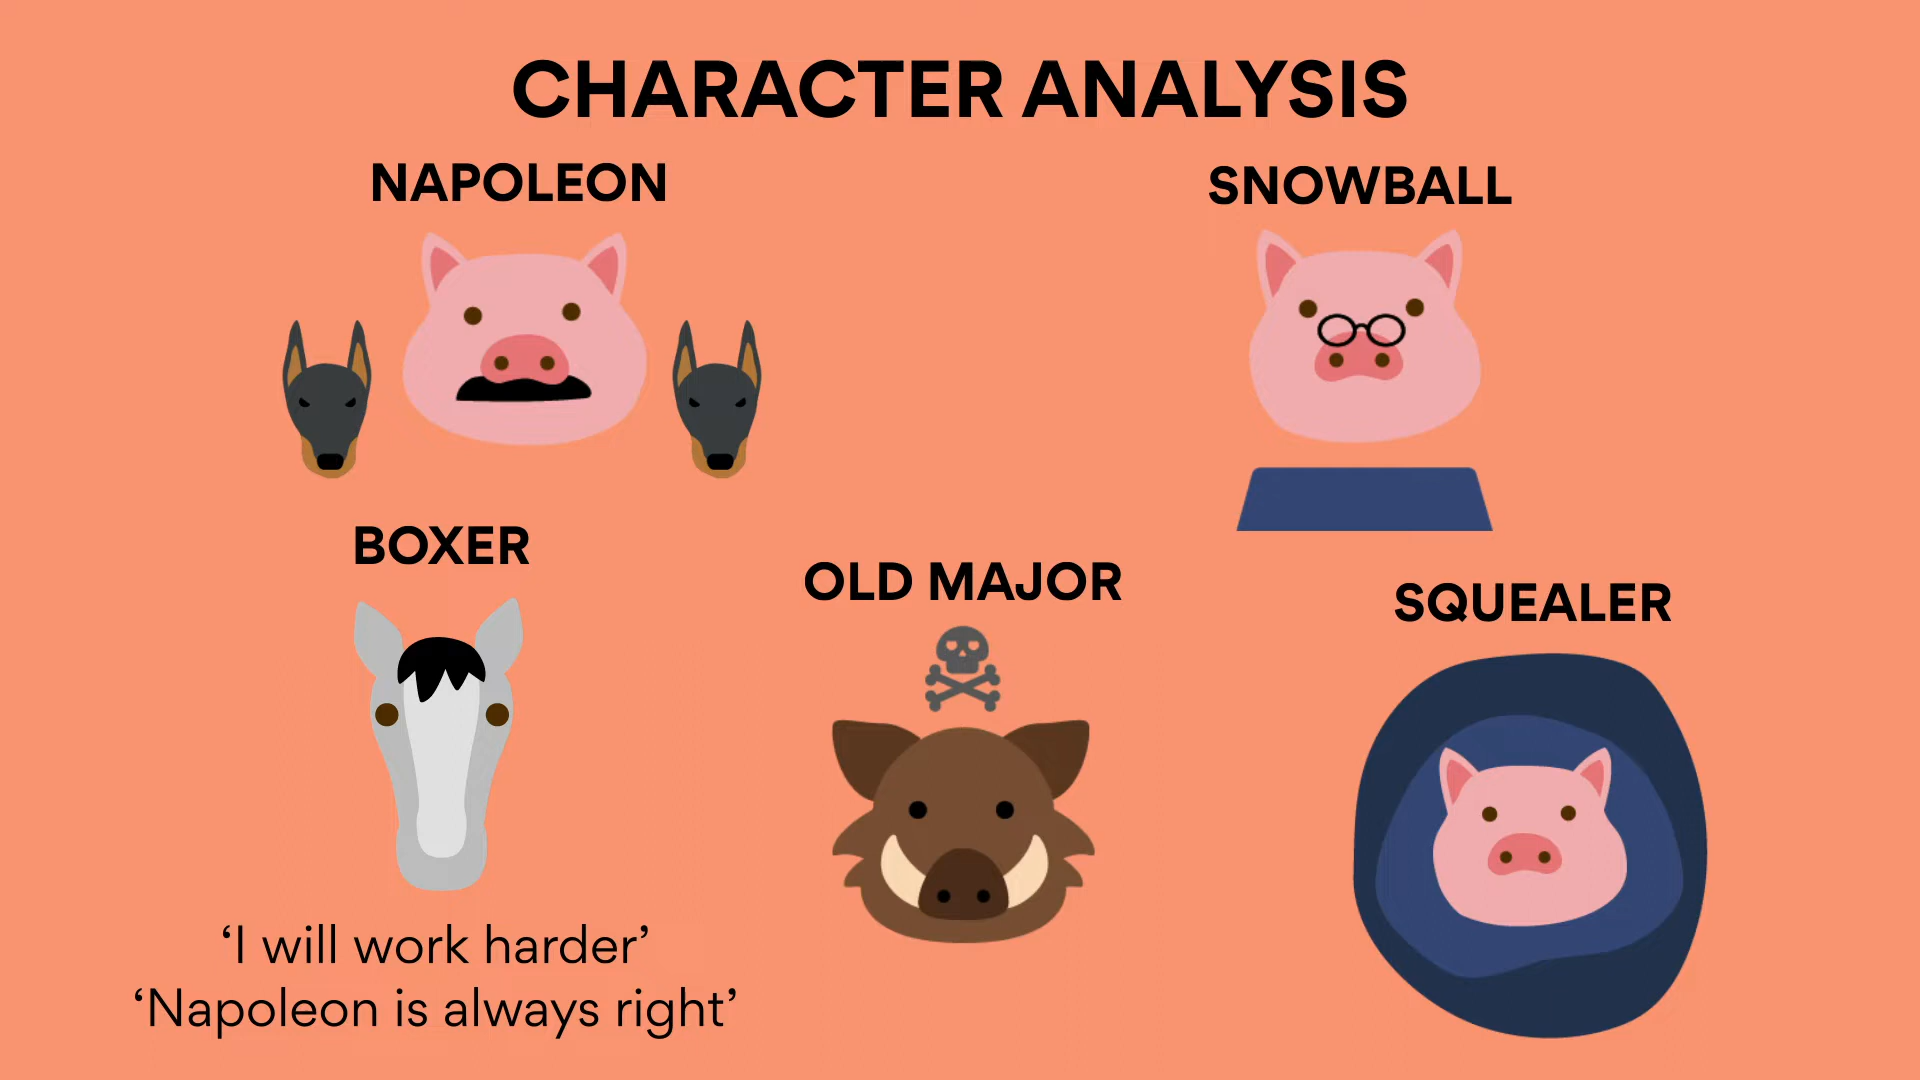 CHARACTER ANALYSIS
NAPOLEON
SNOWBALL
BOXER
OLD MAJOR
SQUEALER
‘I will work harder’
‘Napoleon is always right’